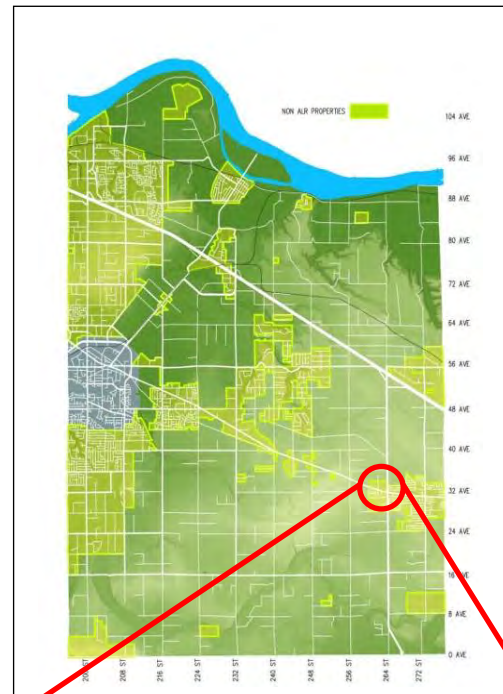 NON ALR PROPERTIES
104 AVE
96 AVE
88 AVE
80 AVE
72 AVE
64 AVE
56 AVE
48 AVE
40 AVE
32 AVE
24 AVE
16 AVE
8 AVE
0 AVE
200 ST
208 ST
216 ST
224 ST
232 ST
240 ST
248 ST
256 ST
264 ST
272 ST